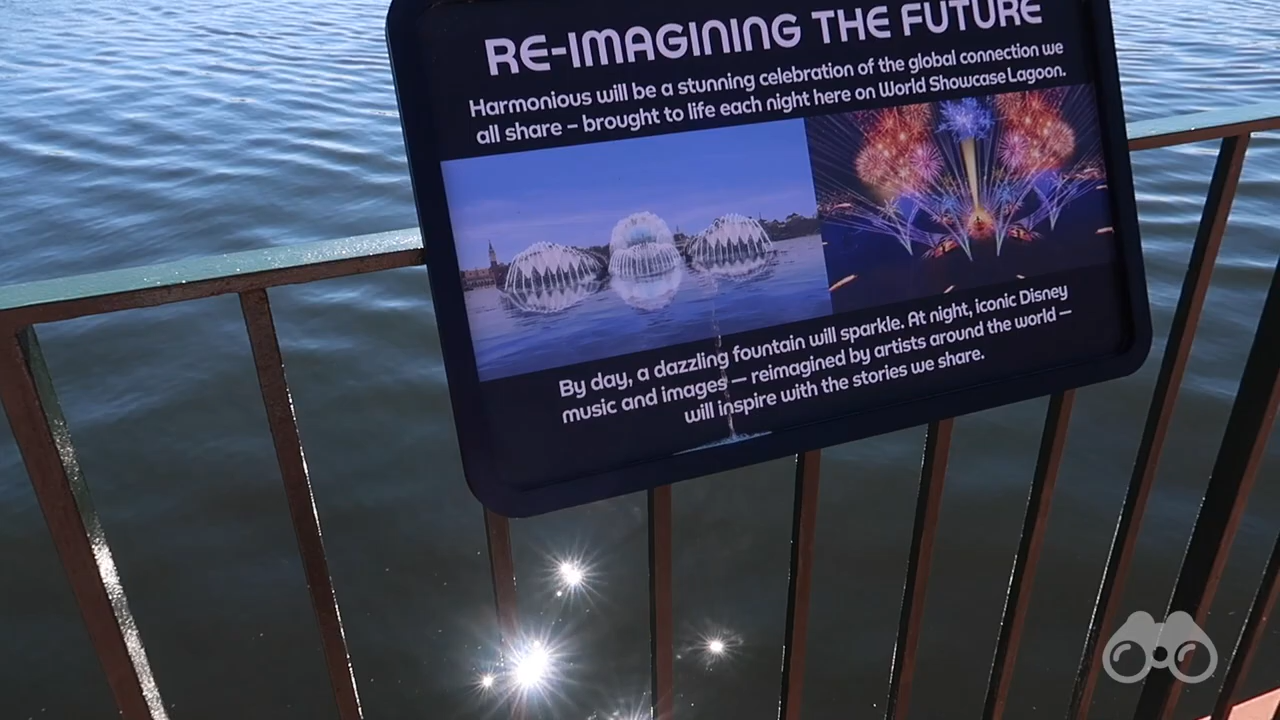 RE-IMAGINING THE FUTURE
Harmonious will be a stunning celebration of the global connection we
all share – brought to life each night here on World Showcase Lagoon.
By day, a dazzling fountain will sparkle. At night, iconic Disney
music and images – reimagined by artists around the world –
will inspire with the stories we share.